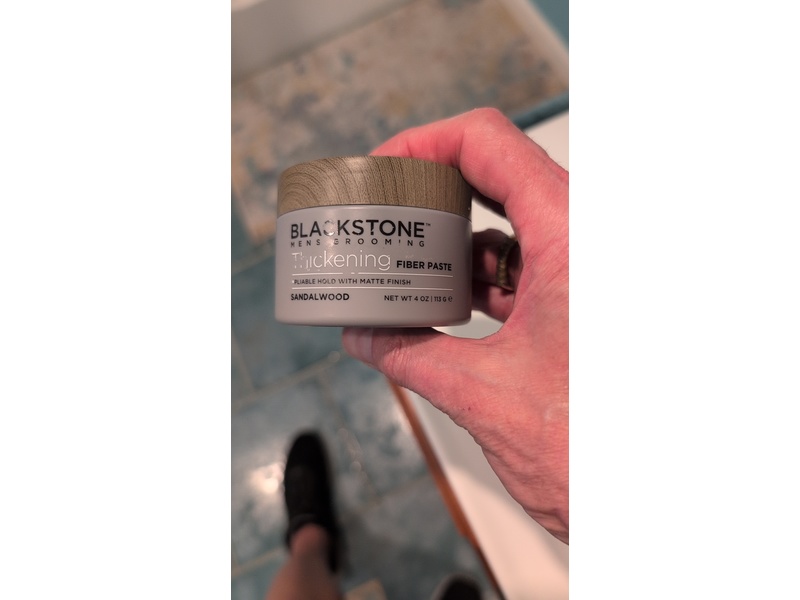 BLACKSTONE™
MENS GROOMING
Thickening FIBER PASTE
PLIABLE HOLD WITH MATTE FINISH
SANDALWOOD NET WT 4 OZ | 113 G ℮